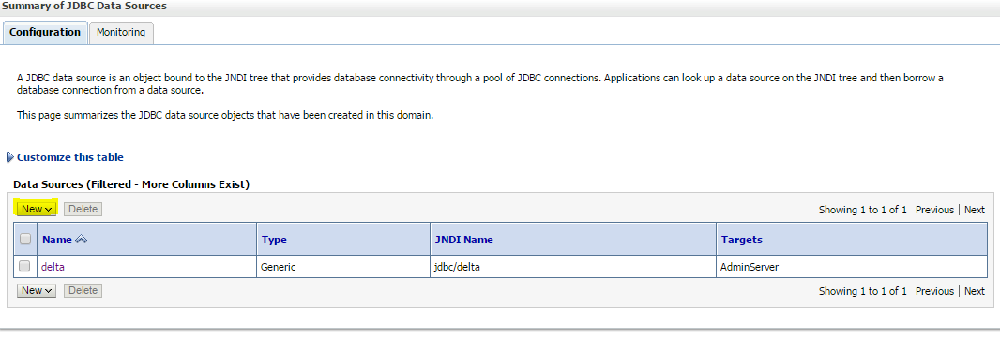 Summary of JDBC Data Sources
Configuration Monitoring
A JDBC data source is an object bound to the JNDI tree that provides database connectivity through a pool of JDBC connections. Applications can look up a data source on the JNDI tree and then borrow a
database connection from a data source.
This page summarizes the JDBC data source objects that have been created in this domain.
Customize this table
Data Sources (Filtered - More Columns Exist)
New Delete Showing 1 to 1 of 1 Previous | Next
Name Type JNDI Name Targets
delta Generic jdbc/delta AdminServer
New Delete Showing 1 to 1 of 1 Previous | Next